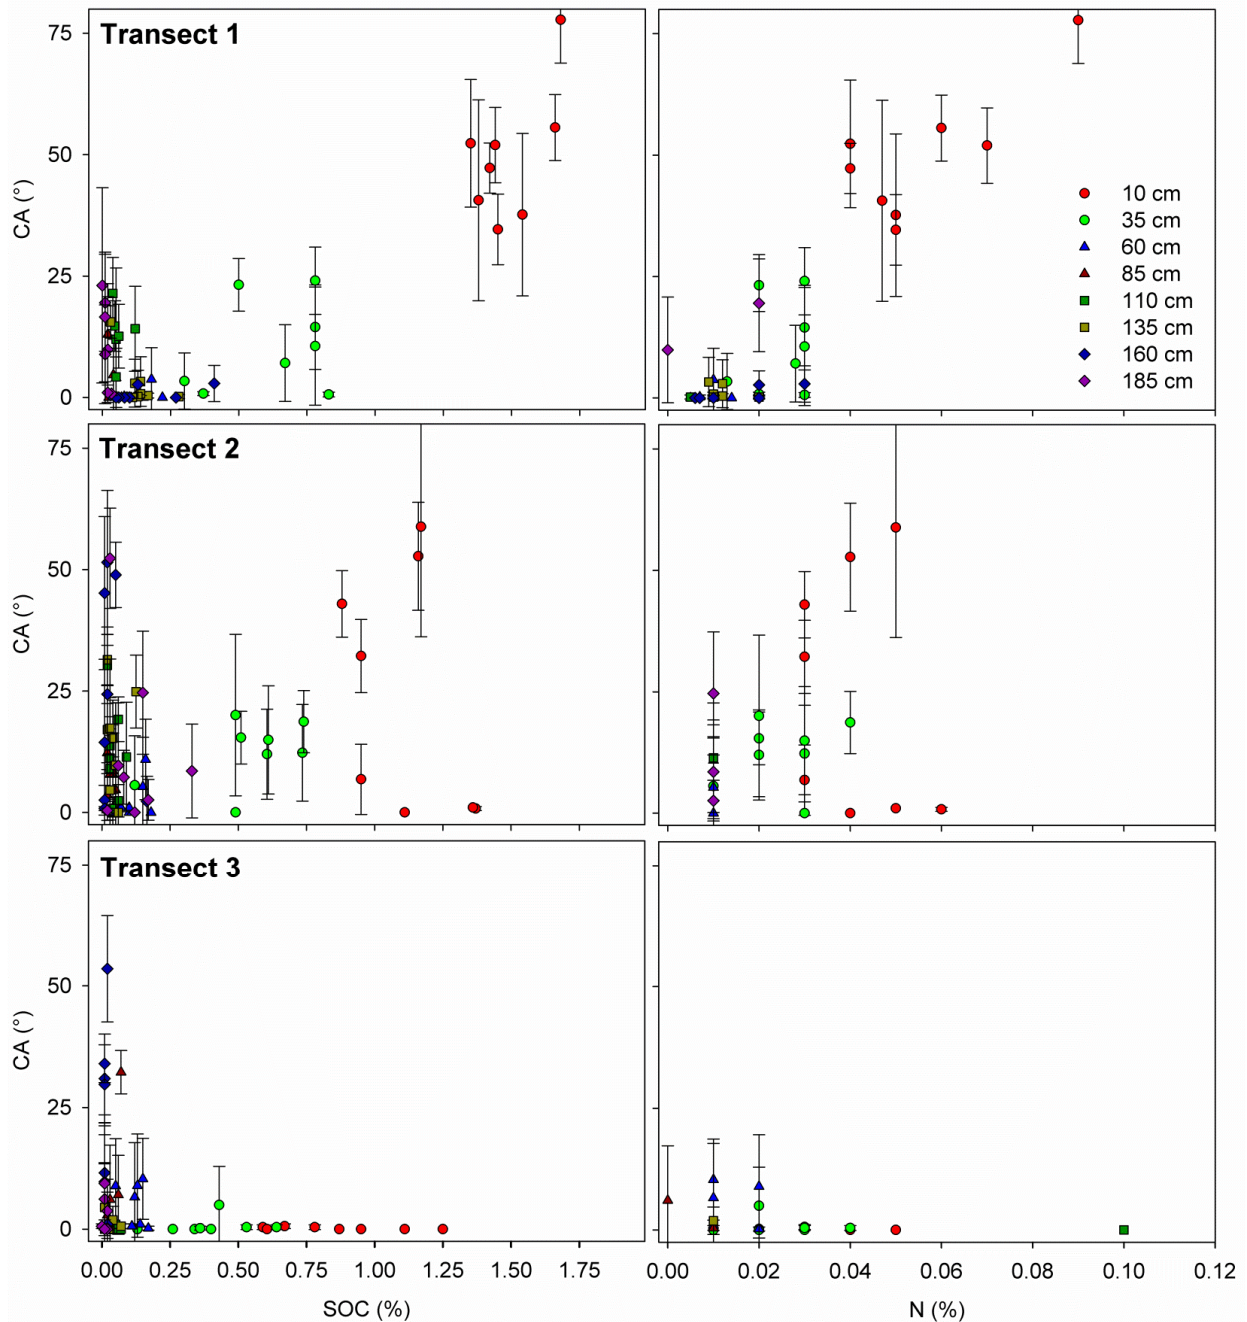 Transect 1
75
50
25
0
CA (°)
10 cm
35 cm
60 cm
85 cm
110 cm
135 cm
160 cm
185 cm
Transect 2
75
50
25
0
CA (°)
Transect 3
75
50
25
0
CA (°)
0.00 0.25 0.50 0.75 1.00 1.25 1.50 1.75
SOC (%)
0.00 0.02 0.04 0.06 0.08 0.10 0.12
N (%)